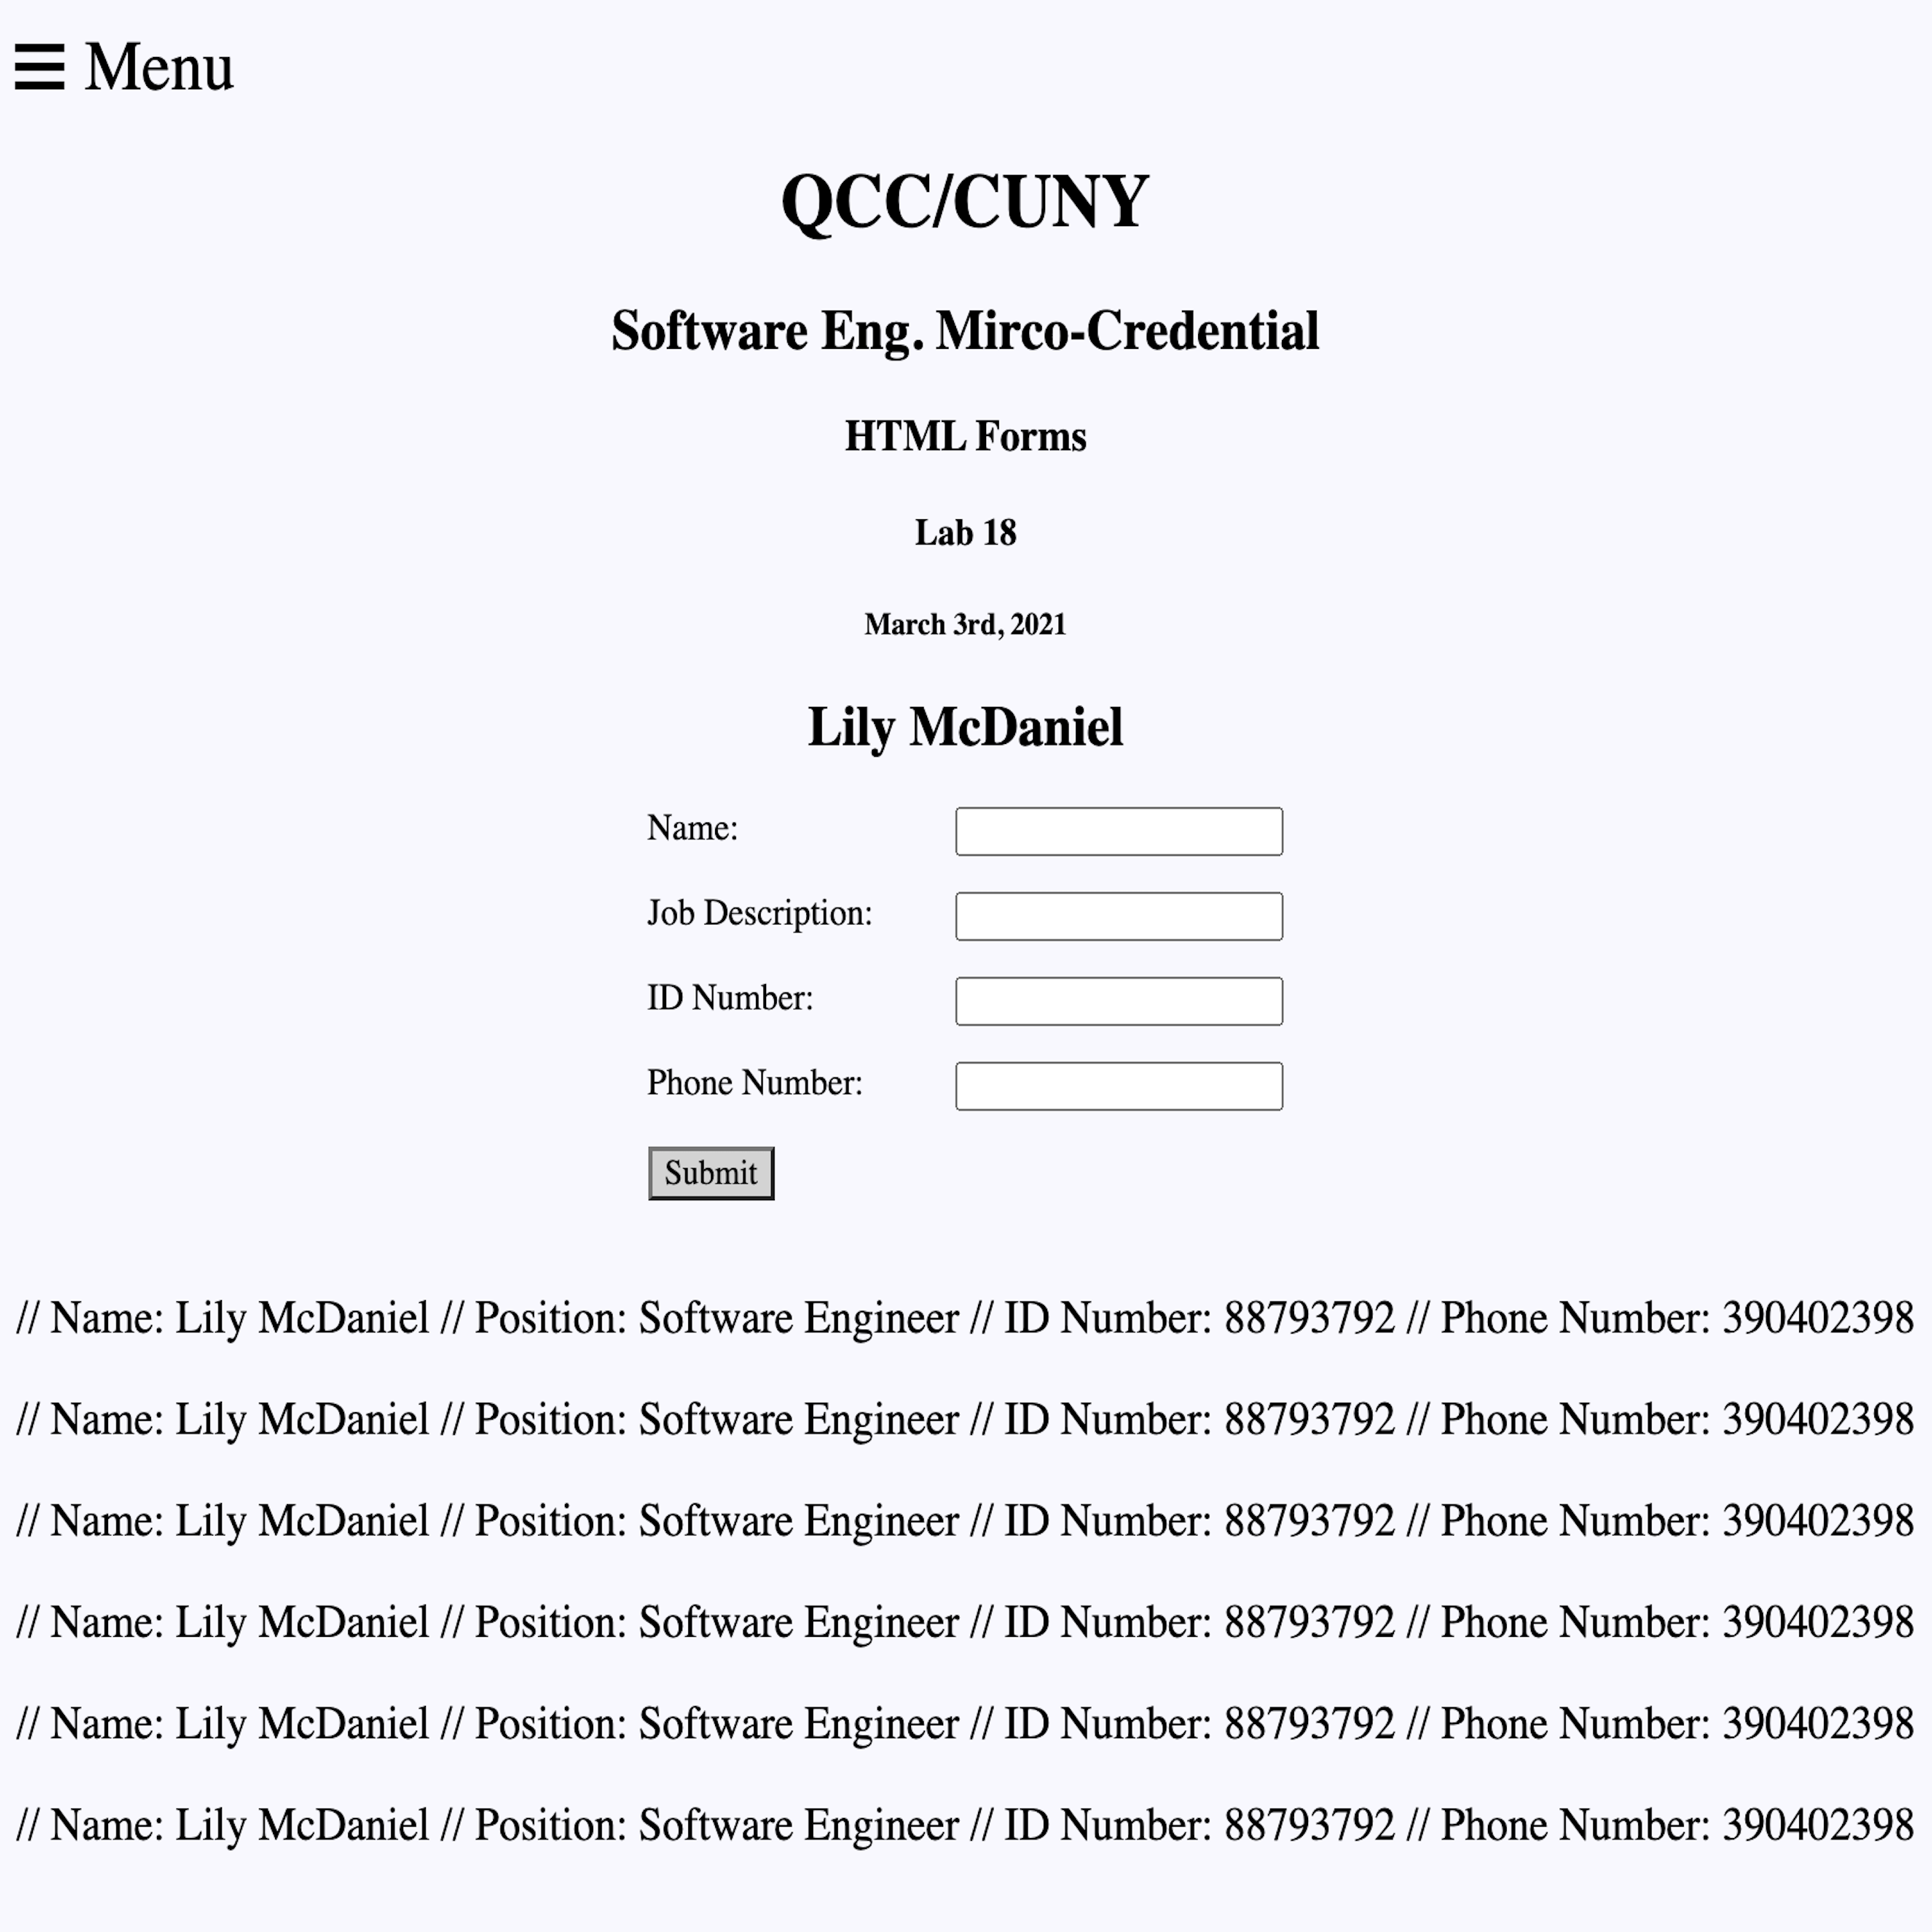 ☰ Menu
QCC/CUNY
Software Eng. Mirco-Credential
HTML Forms
Lab 18
March 3rd, 2021
Lily McDaniel
Name:
Job Description:
ID Number:
Phone Number:
Submit
// Name: Lily McDaniel // Position: Software Engineer // ID Number: 88793792 // Phone Number: 390402398
// Name: Lily McDaniel // Position: Software Engineer // ID Number: 88793792 // Phone Number: 390402398
// Name: Lily McDaniel // Position: Software Engineer // ID Number: 88793792 // Phone Number: 390402398
// Name: Lily McDaniel // Position: Software Engineer // ID Number: 88793792 // Phone Number: 390402398
// Name: Lily McDaniel // Position: Software Engineer // ID Number: 88793792 // Phone Number: 390402398
// Name: Lily McDaniel // Position: Software Engineer // ID Number: 88793792 // Phone Number: 390402398